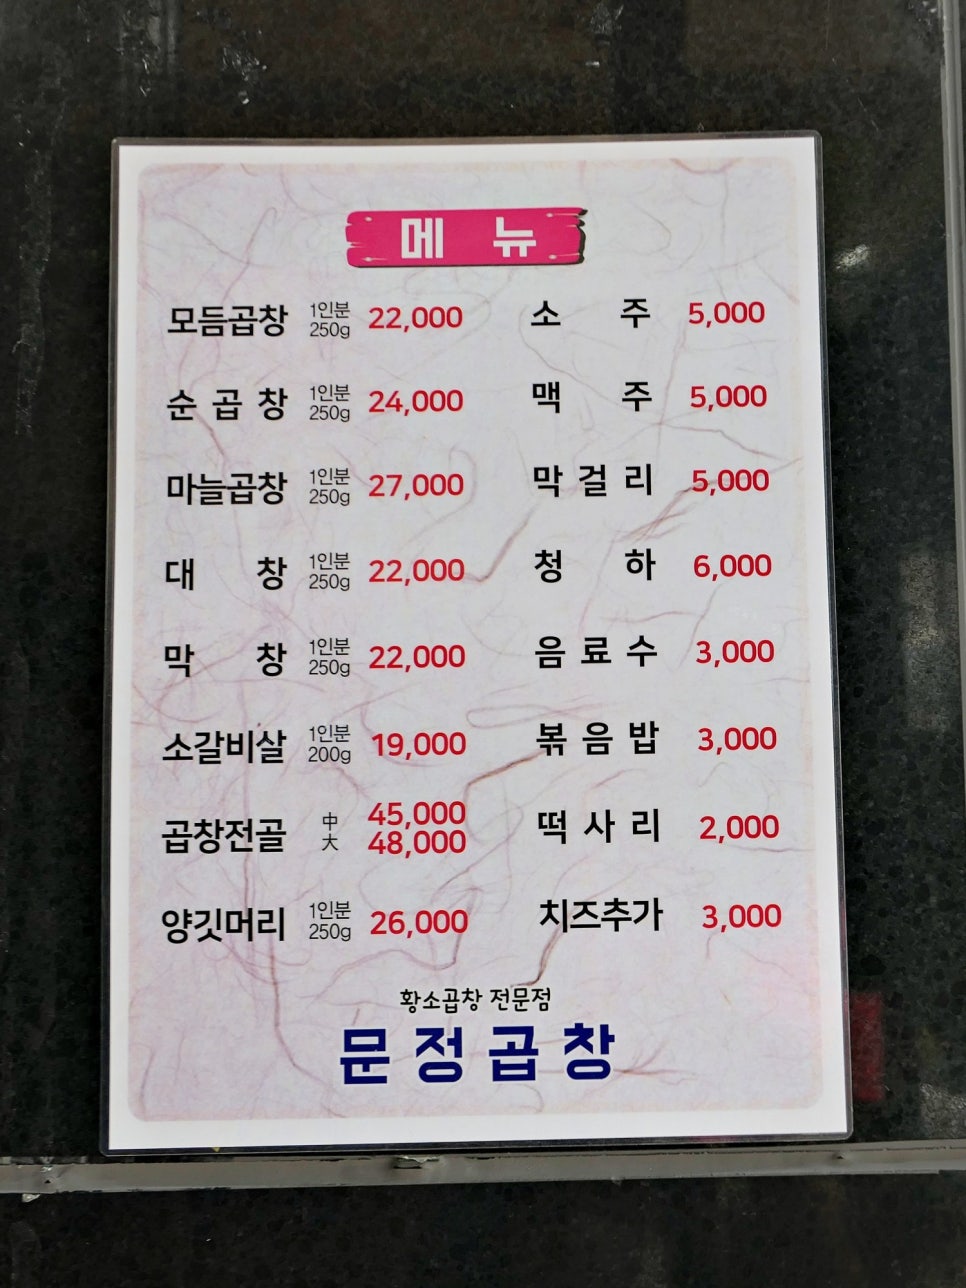 메뉴
모듬곱창 1인분 250g 22,000
순곱창 1인분 250g 24,000
마늘곱창 1인분 250g 27,000
대창 1인분 250g 22,000
막창 1인분 250g 22,000
소갈비살 1인분 200g 19,000
곱창전골 中 45,000
大 48,000
양깃머리 1인분 250g 26,000
소주 5,000
맥주 5,000
막걸리 5,000
청하 6,000
음료수 3,000
볶음밥 3,000
떡사리 2,000
치즈추가 3,000
황소곱창 전문점
문정곱창